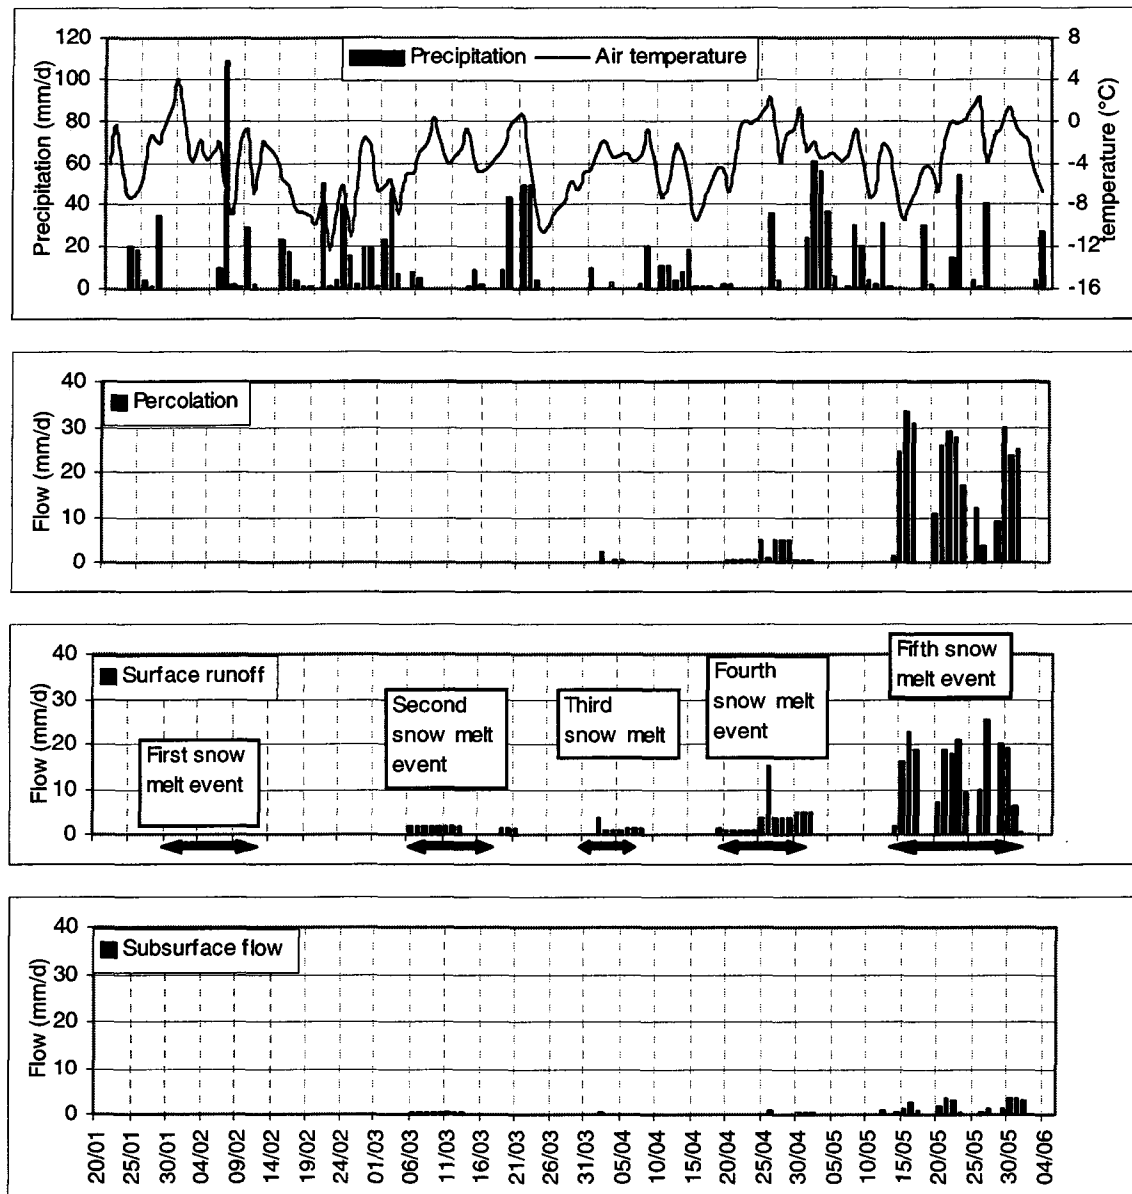 Precipitation Air temperature
120
100
80
60
40
20
0
Precipitation (mm/d)
8
4
0
-4
-8
-12
-16
temperature (°C)
Percolation
40
30
20
10
0
Flow (mm/d)
Surface runoff
40
30
20
10
0
Flow (mm/d)
First snow
melt event
Second
snow melt
event
Third
snow melt
Fourth
snow melt
event
Fifth snow
melt event
Subsurface flow
40
30
20
10
0
Flow (mm/d)
20/01 25/01 30/01 04/02 09/02 14/02 19/02 24/02 01/03 06/03 11/03 16/03 21/03 26/03 31/03 05/04 10/04 15/04 20/04 25/04 30/04 05/05 10/05 15/05 20/05 25/05 30/05 04/06